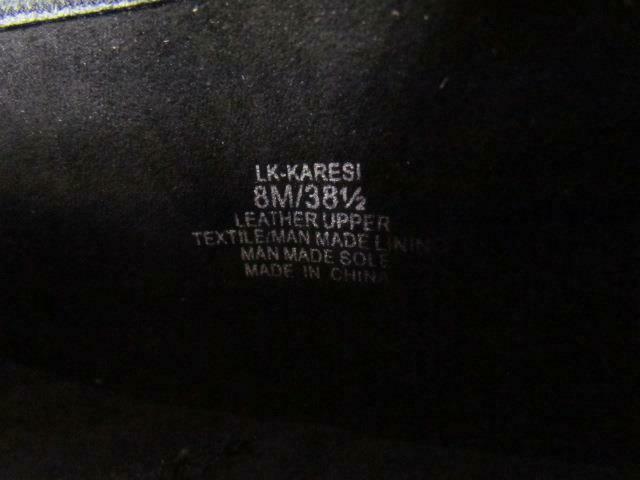 LK-KARESI
8M/38½
LEATHER UPPER
TEXTILE/MAN MADE LINING
MAN MADE SOLE
MADE IN CHINA